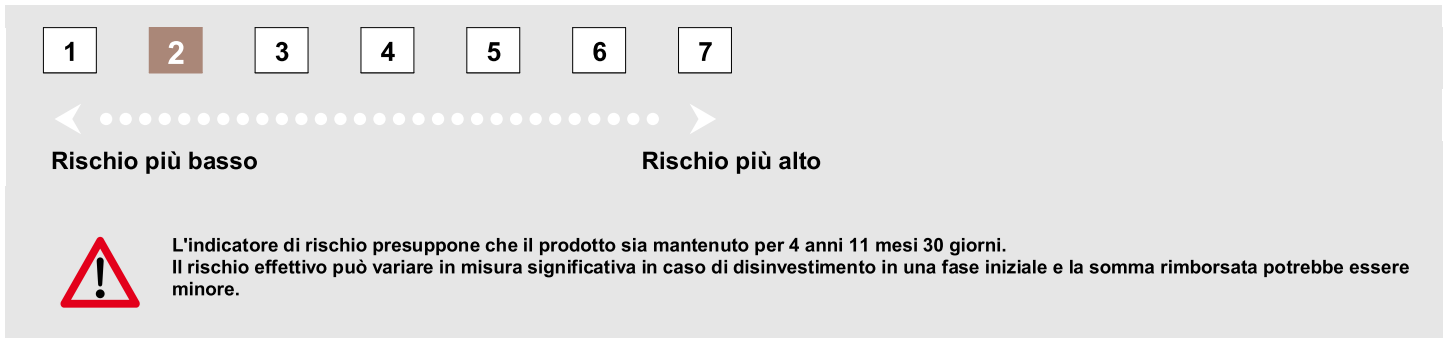 1 2 3 4 5 6 7
Rischio più basso Rischio più alto
L'indicatore di rischio presuppone che il prodotto sia mantenuto per 4 anni 11 mesi 30 giorni.
Il rischio effettivo può variare in misura significativa in caso di disinvestimento in una fase iniziale e la somma rimborsata potrebbe essere
minore.